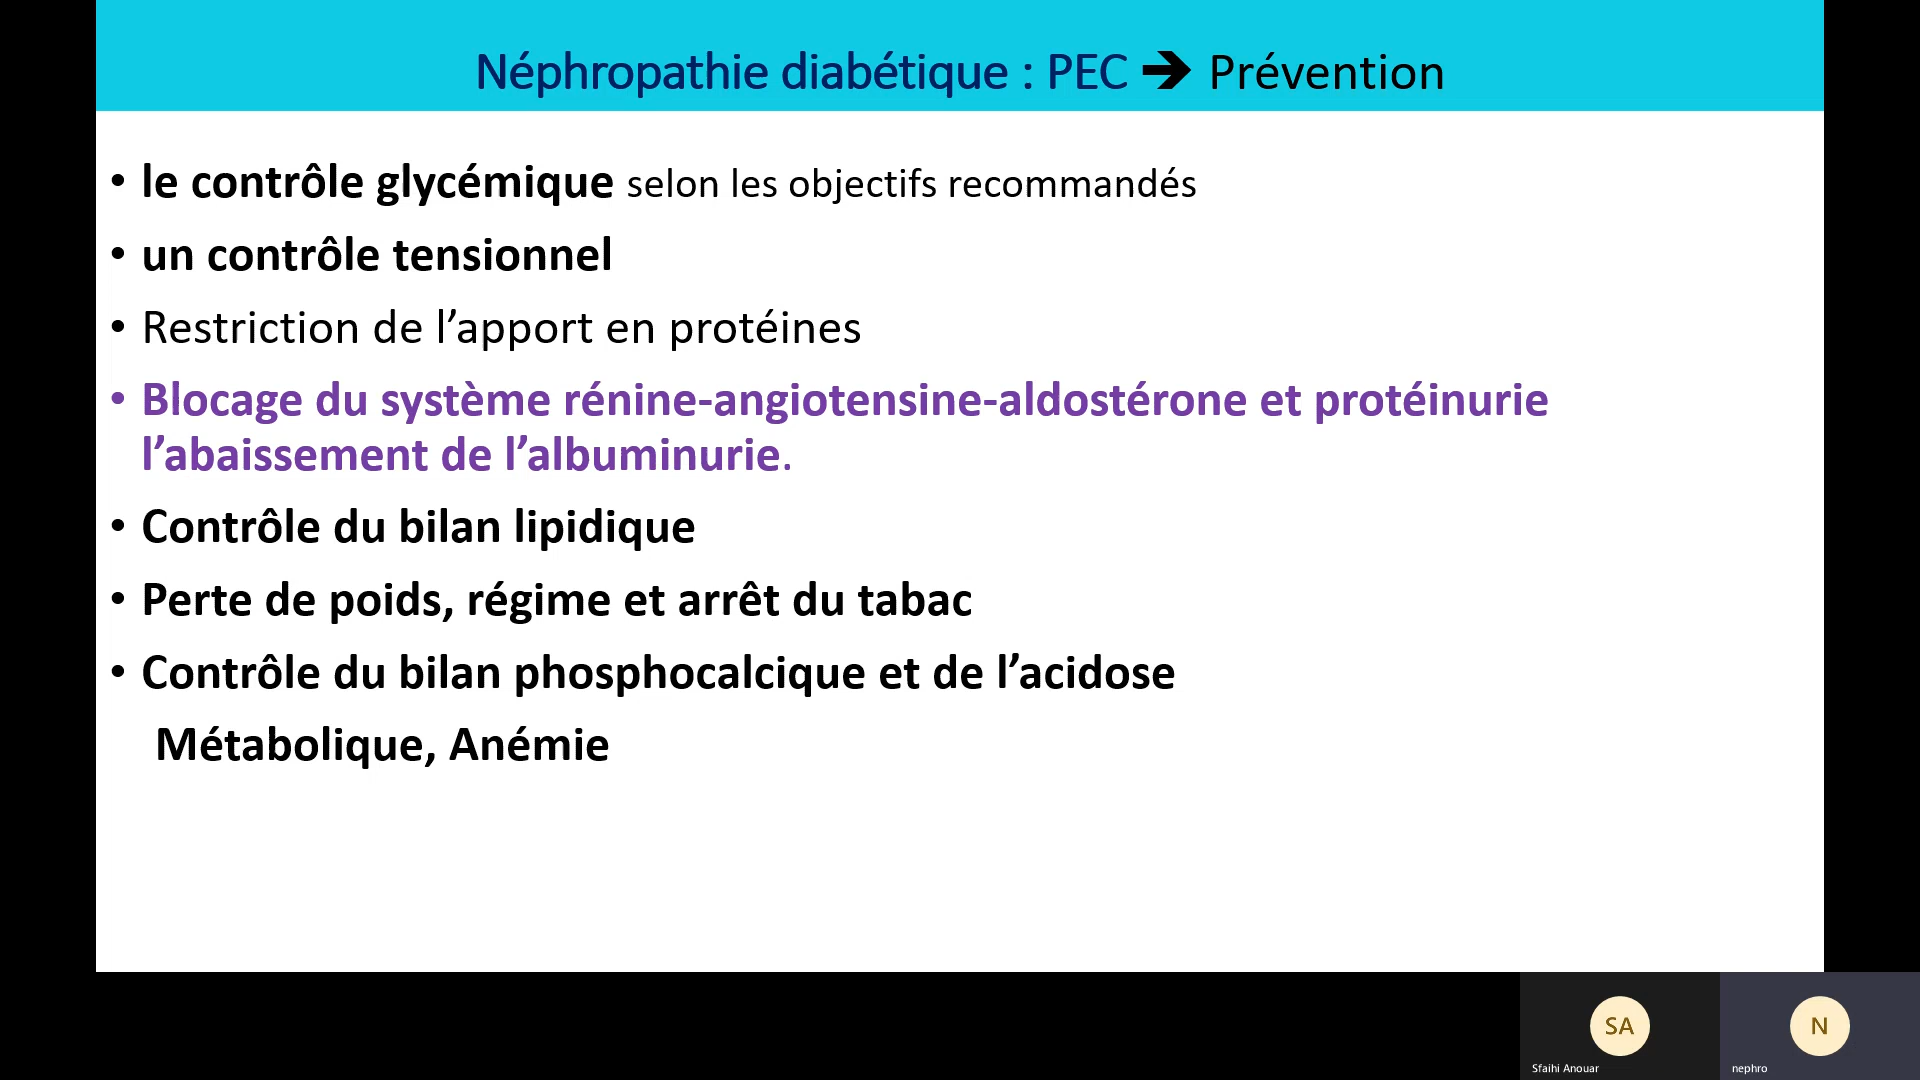 Néphropathie diabétique : PEC ➔ Prévention
• le contrôle glycémique selon les objectifs recommandés
• un contrôle tensionnel
• Restriction de l’apport en protéines
• Blocage du système rénine-angiotensine-aldostérone et protéinurie
l’abaissement de l’albuminurie.
• Contrôle du bilan lipidique
• Perte de poids, régime et arrêt du tabac
• Contrôle du bilan phosphocalcique et de l’acidose
Métabolique, Anémie
SA
N
Sfaihi Anouar
nephro